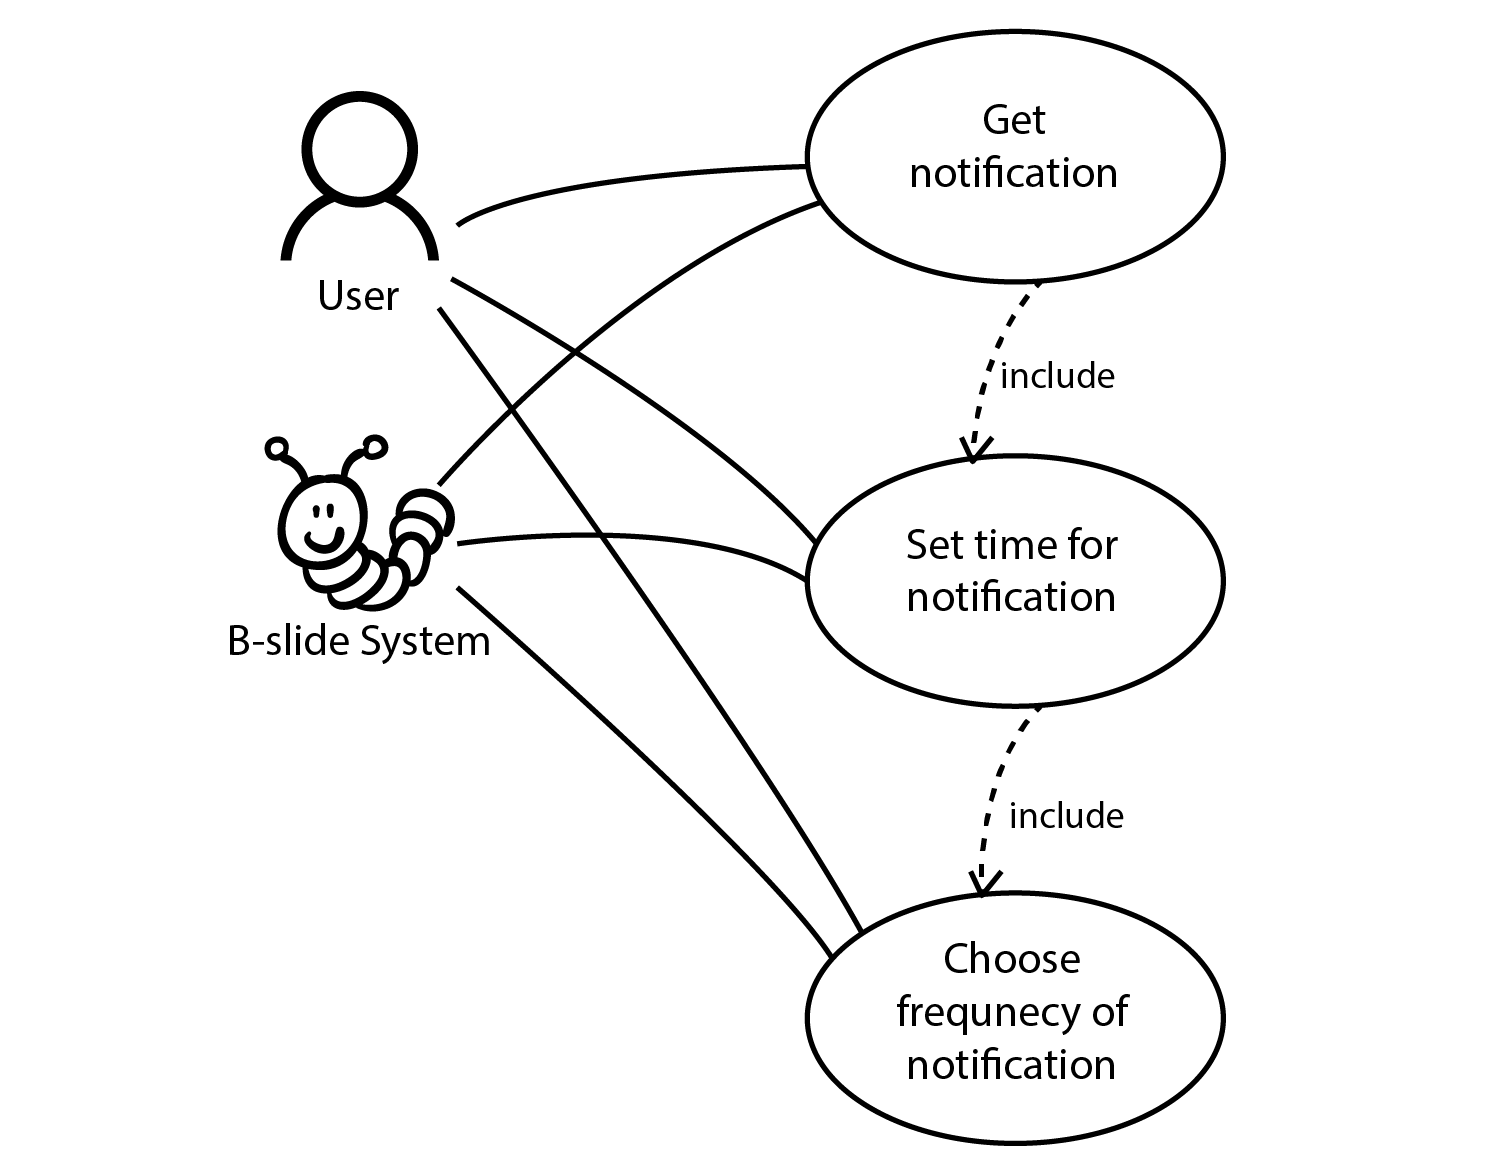 Get
notification
User
include
Set time for
notification
B-slide System
include
Choose
frequnecy of
notification